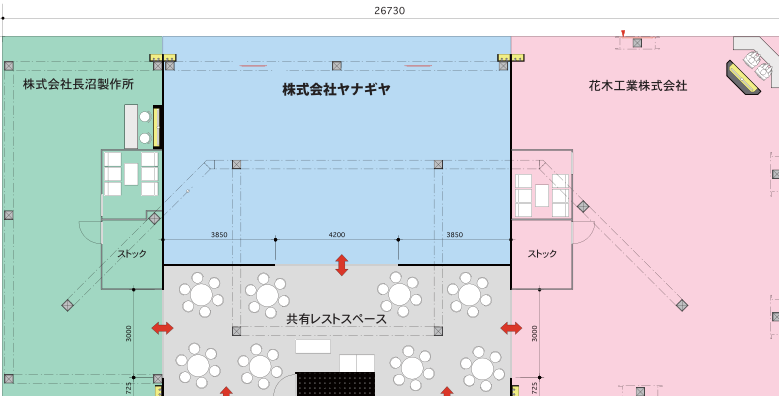 26730
株式会社長沼製作所
株式会社ヤナギヤ
花木工業株式会社
3850
4200
3850
ストック
ストック
共有レストスペース
3000
3000
725
725